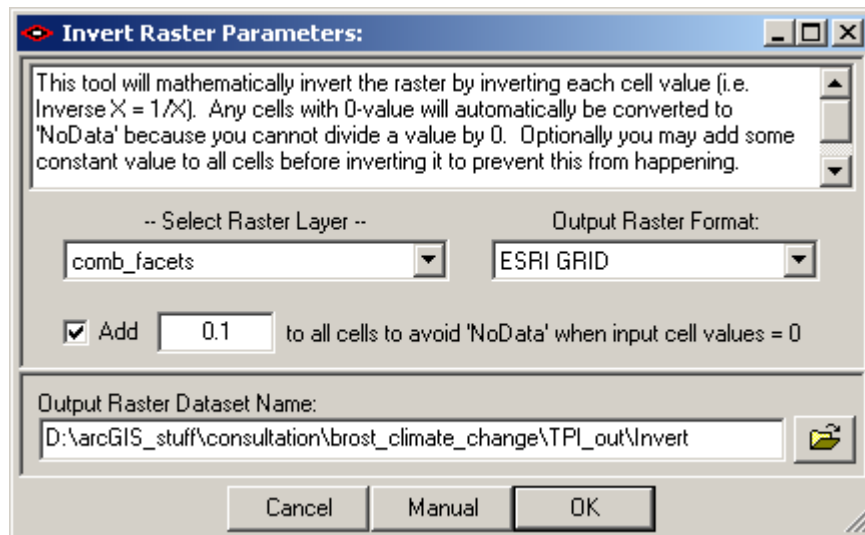 Invert Raster Parameters:
This tool will mathematically invert the raster by inverting each cell value (i.e.
Inverse X = 1/X).  Any cells with 0-value will automatically be converted to
'NoData' because you cannot divide a value by 0.  Optionally you may add some
constant value to all cells before inverting it to prevent this from happening.
-- Select Raster Layer --
Output Raster Format:
comb_facets
ESRI GRID
Add 0.1 to all cells to avoid 'NoData' when input cell values = 0
Output Raster Dataset Name:
D:\arcGIS_stuff\consultation\brost_climate_change\TPI_out\Invert
Cancel
Manual
OK